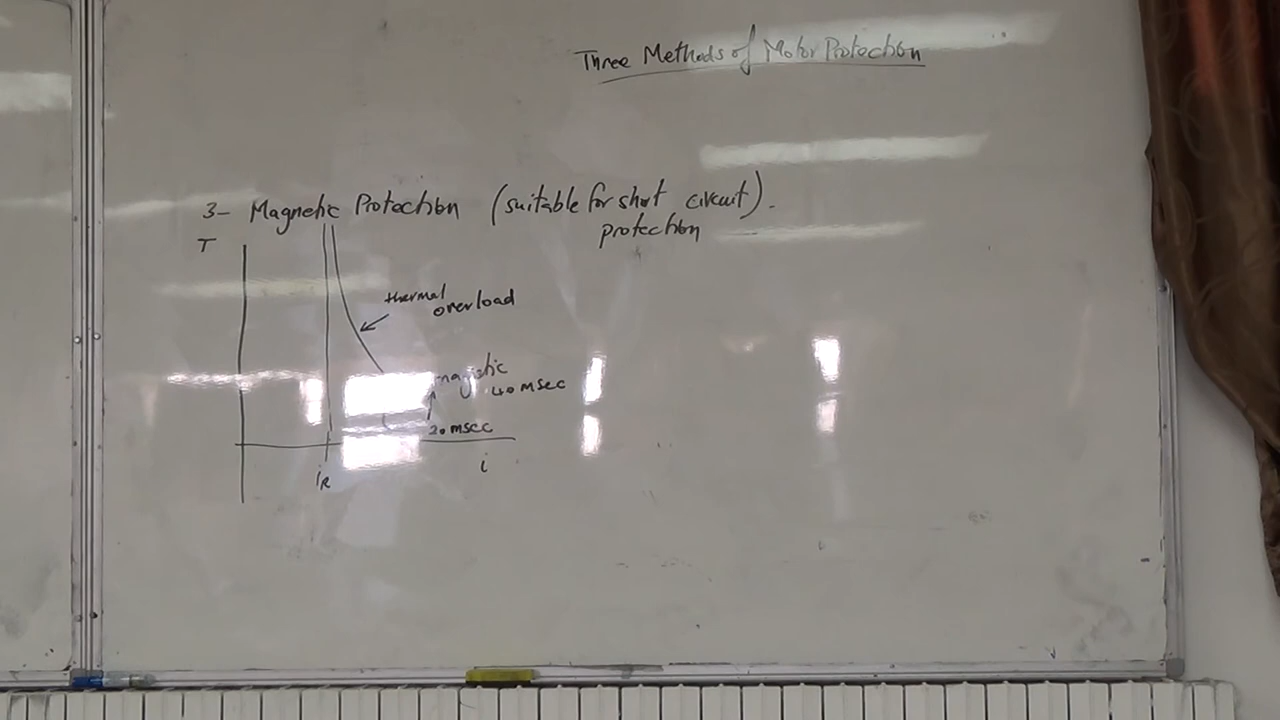 Three Methods of Motor Protection
3- Magnetic Protection (suitable for short circuit).
protection
T
thermal
overload
magnetic
40 msec
20 msec
i
iR